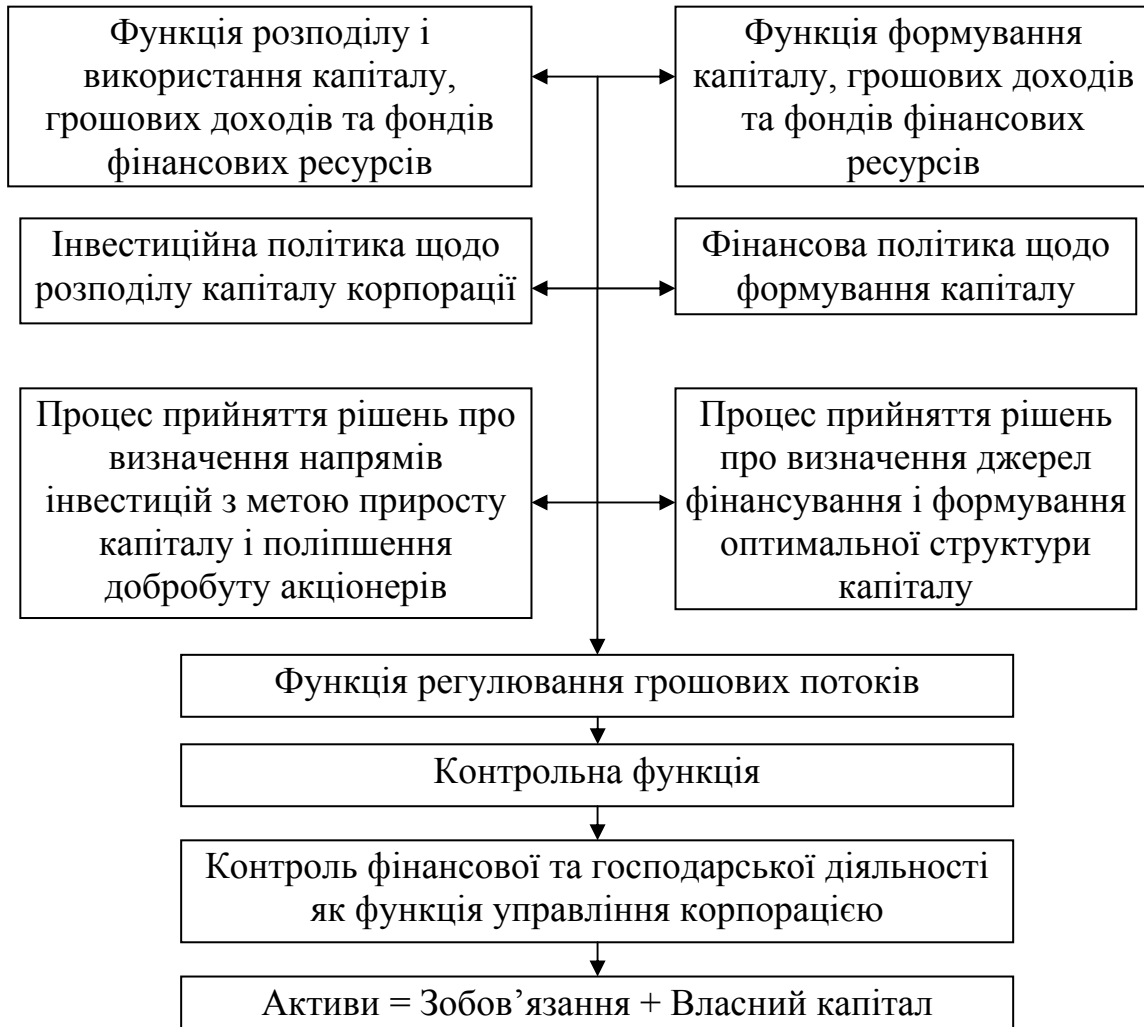 Функція розподілу і
використання капіталу,
грошових доходів та фондів
фінансових ресурсів
Функція формування
капіталу, грошових доходів
та фондів фінансових
ресурсів
Інвестиційна політика щодо
розподілу капіталу корпорації
Фінансова політика щодо
формування капіталу
Процес прийняття рішень про
визначення напрямів
інвестицій з метою приросту
капіталу і поліпшення
добробуту акціонерів
Процес прийняття рішень
про визначення джерел
фінансування і формування
оптимальної структури
капіталу
Функція регулювання грошових потоків
Контрольна функція
Контроль фінансової та господарської діяльності
як функція управління корпорацією
Активи = Зобов’язання + Власний капітал